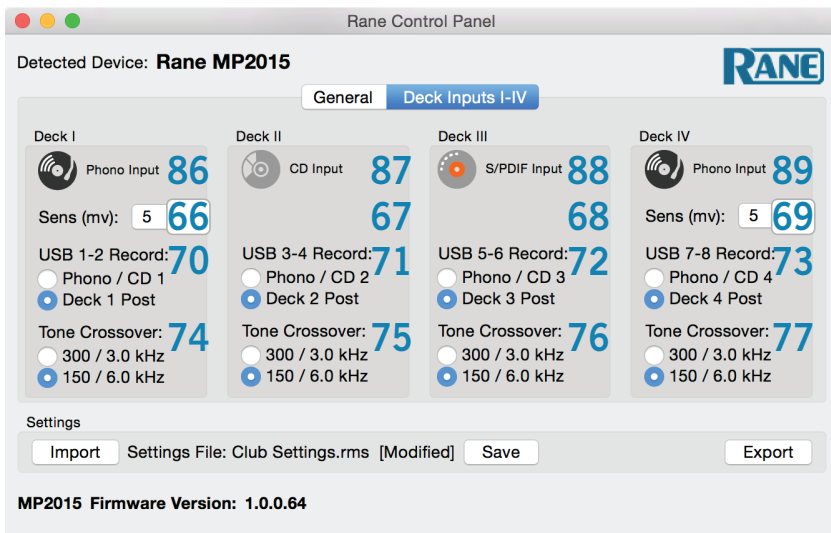 Rane Control Panel
Detected Device: Rane MP2015
RANE
General Deck Inputs I-IV
Deck I
Phono Input 86
Sens (mv): 5 66
USB 1-2 Record: 70
Phono / CD 1
Deck 1 Post
Tone Crossover: 74
300 / 3.0 kHz
150 / 6.0 kHz
Deck II
CD Input 87
67
USB 3-4 Record: 71
Phono / CD 2
Deck 2 Post
Tone Crossover: 75
300 / 3.0 kHz
150 / 6.0 kHz
Deck III
S/PDIF Input 88
68
USB 5-6 Record: 72
Phono / CD 3
Deck 3 Post
Tone Crossover: 76
300 / 3.0 kHz
150 / 6.0 kHz
Deck IV
Phono Input 89
Sens (mv): 5 69
USB 7-8 Record: 73
Phono / CD 4
Deck 4 Post
Tone Crossover: 77
300 / 3.0 kHz
150 / 6.0 kHz
Settings
Import Settings File: Club Settings.rms [Modified] Save Export
MP2015 Firmware Version: 1.0.0.64